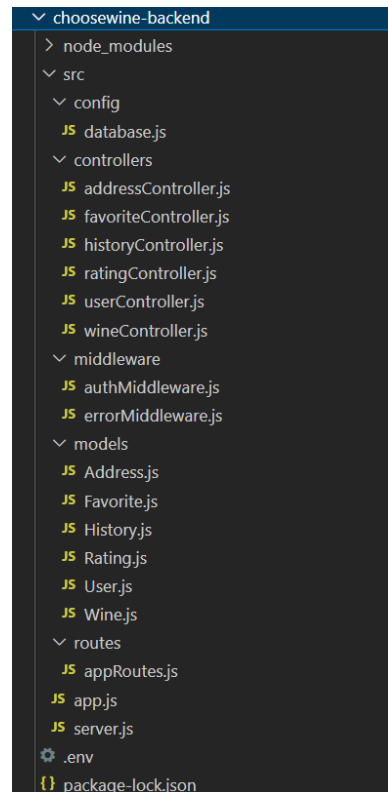 choosewine-backend
node_modules
src
config
JS database.js
controllers
JS addressController.js
JS favoriteController.js
JS historyController.js
JS ratingController.js
JS userController.js
JS wineController.js
middleware
JS authMiddleware.js
JS errorMiddleware.js
models
JS Address.js
JS Favorite.js
JS History.js
JS Rating.js
JS User.js
JS Wine.js
routes
JS appRoutes.js
JS app.js
JS server.js
.env
{} package-lock.json